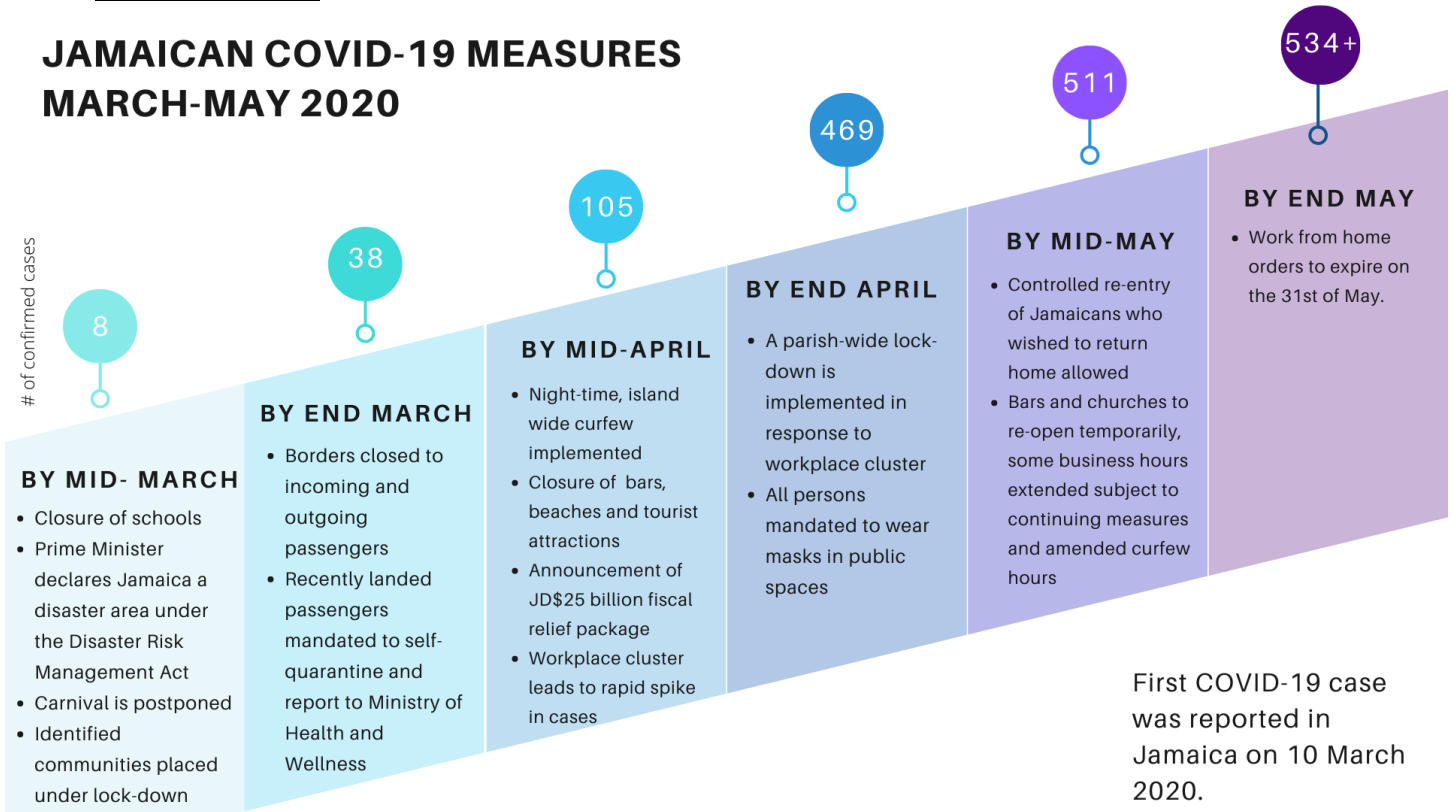 JAMAICAN COVID-19 MEASURES
MARCH-MAY 2020
# of confirmed cases
8
BY MID- MARCH
• Closure of schools
• Prime Minister
declares Jamaica a
disaster area under
the Disaster Risk
Management Act
• Carnival is postponed
• Identified
communities placed
under lock-down
38
BY END MARCH
• Borders closed to
incoming and
outgoing
passengers
• Recently landed
passengers
mandated to self-
quarantine and
report to Ministry of
Health and
Wellness
105
BY MID-APRIL
• Night-time, island
wide curfew
implemented
• Closure of bars,
beaches and tourist
attractions
• Announcement of
JD$25 billion fiscal
relief package
• Workplace cluster
leads to rapid spike
in cases
469
BY END APRIL
• A parish-wide lock-
down is
implemented in
response to
workplace cluster
• All persons
mandated to wear
masks in public
spaces
511
BY MID-MAY
• Controlled re-entry
of Jamaicans who
wished to return
home allowed
• Bars and churches to
re-open temporarily,
some business hours
extended subject to
continuing measures
and amended curfew
hours
534+
BY END MAY
• Work from home
orders to expire on
the 31st of May.
First COVID-19 case
was reported in
Jamaica on 10 March
2020.